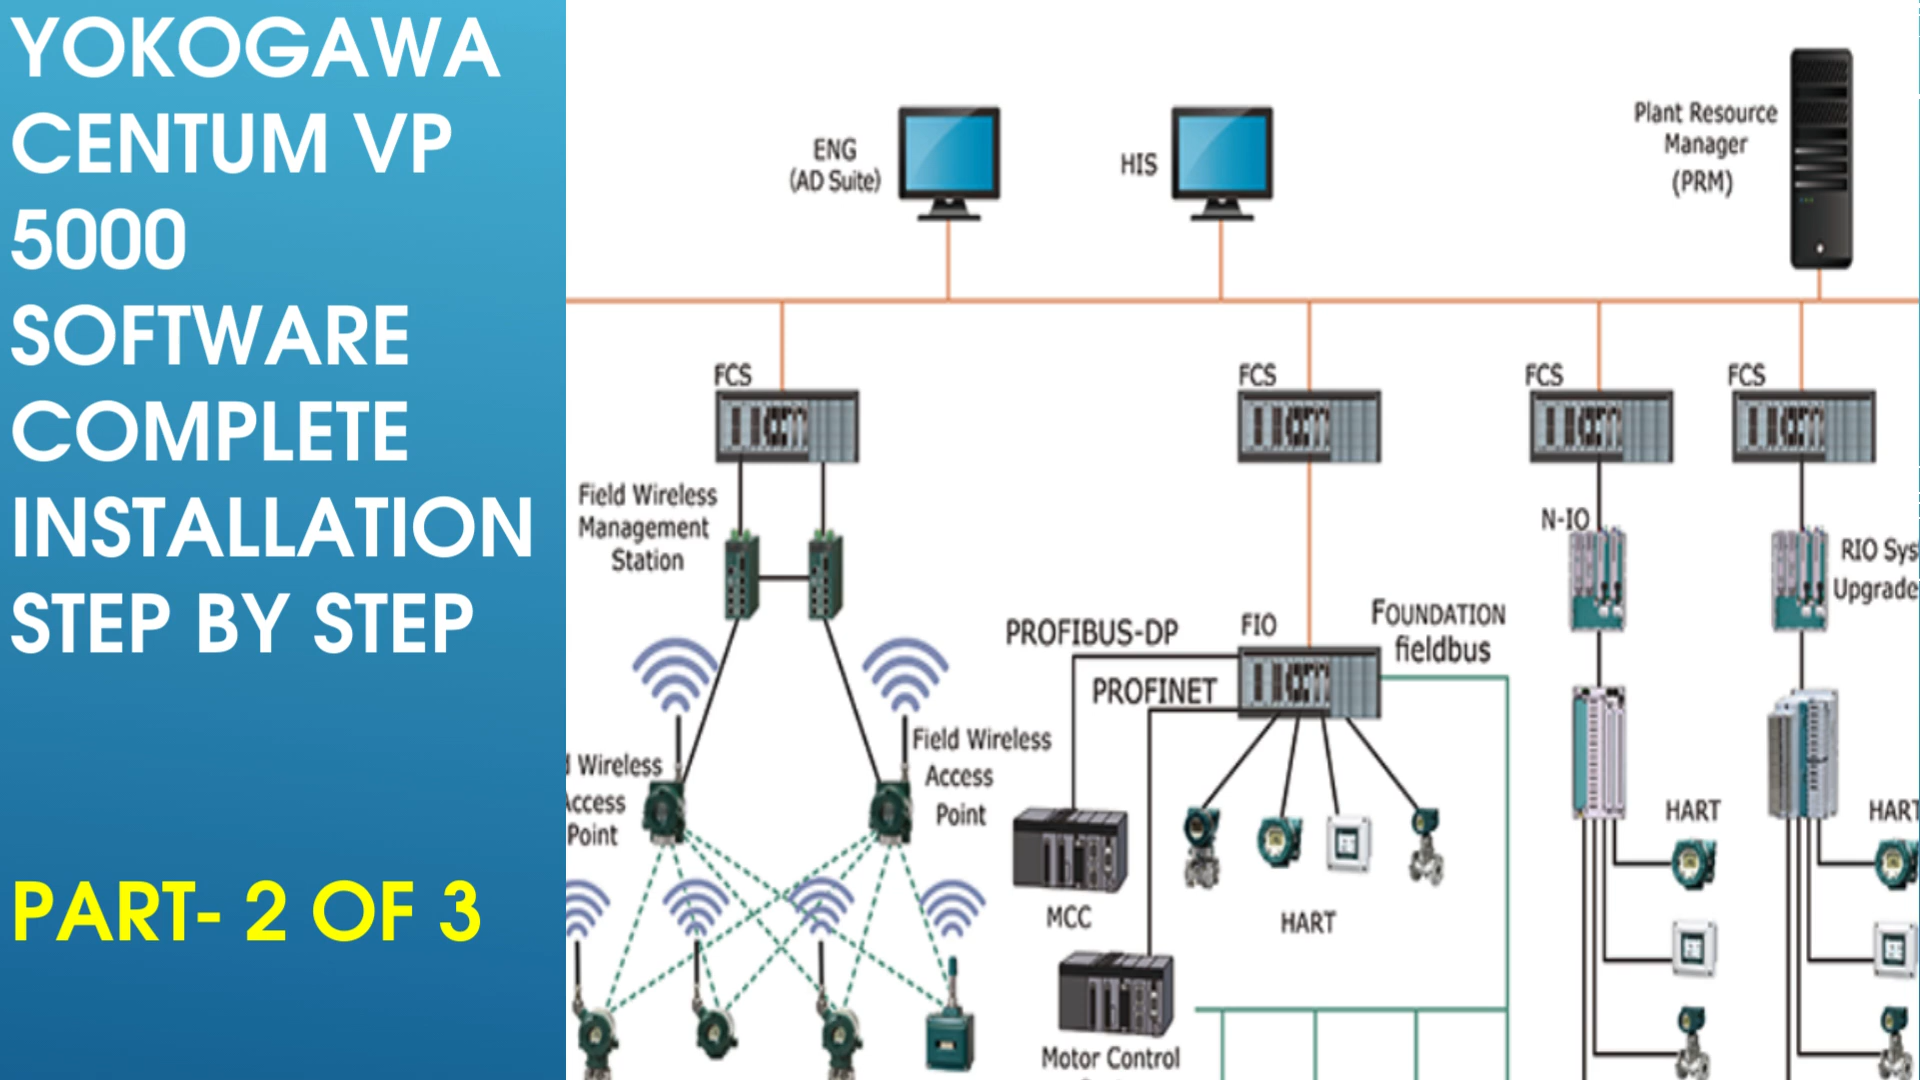 YOKOGAWA
CENTUM VP
5000
SOFTWARE
COMPLETE
INSTALLATION
STEP BY STEP
PART- 2 OF 3
ENG
(AD Suite)
HIS
Plant Resource
Manager
(PRM)
FCS
FCS
FCS
FCS
Field Wireless
Management
Station
N-IO
RIO Sys
Upgrade
PROFIBUS-DP
FIO
FOUNDATION
fieldbus
PROFINET
d Wireless
Access
Point
Field Wireless
Access
Point
MCC
HART
HART
HART
Motor Control